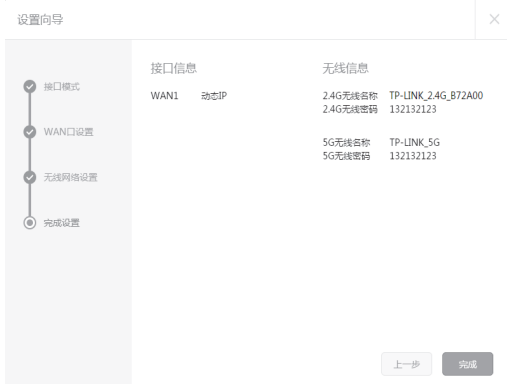 设置向导
接口模式
WAN口设置
无线网络设置
完成设置
接口信息
WAN1 动态IP
无线信息
2.4G无线名称 TP-LINK_2.4G_B72A00
2.4G无线密码 132132123
5G无线名称 TP-LINK_5G
5G无线密码 132132123
上一步
完成